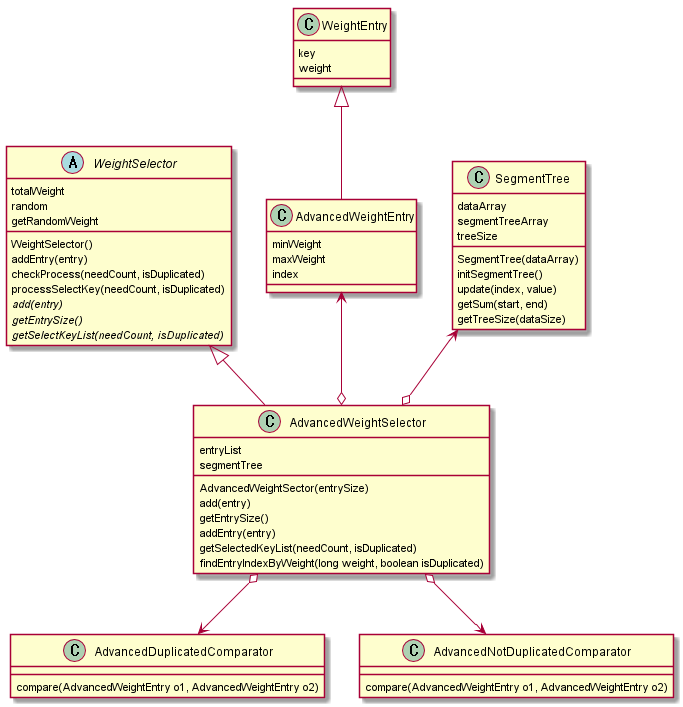 C WeightEntry
key
weight
A WeightSelector
totalWeight
random
getRandomWeight
WeightSelector()
addEntry(entry)
checkProcess(needCount, isDuplicated)
processSelectKey(needCount, isDuplicated)
add(entry)
getEntrySize()
getSelectKeyList(needCount, isDuplicated)
C AdvancedWeightEntry
minWeight
maxWeight
index
C SegmentTree
dataArray
segmentTreeArray
treeSize
SegmentTree(dataArray)
initSegmentTree()
update(index, value)
getSum(start, end)
getTreeSize(dataSize)
C AdvancedWeightSelector
entryList
segmentTree
AdvancedWeightSector(entrySize)
add(entry)
getEntrySize()
addEntry(entry)
getSelectedKeyList(needCount, isDuplicated)
findEntryIndexByWeight(long weight, boolean isDuplicated)
C AdvancedDuplicatedComparator
compare(AdvancedWeightEntry o1, AdvancedWeightEntry o2)
C AdvancedNotDuplicatedComparator
compare(AdvancedWeightEntry o1, AdvancedWeightEntry o2)